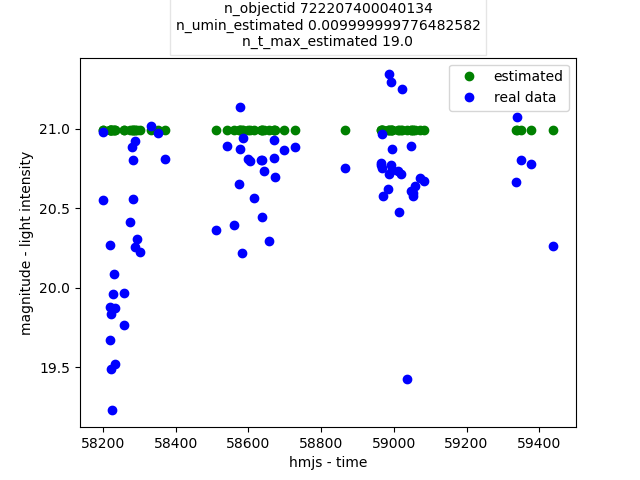 n_objectid 722207400040134
n_umin_estimated 0.009999999776482582
n_t_max_estimated 19.0
estimated
real data
magnitude - light intensity
21.0
20.5
20.0
19.5
58200 58400 58600 58800 59000 59200 59400
hmjs - time